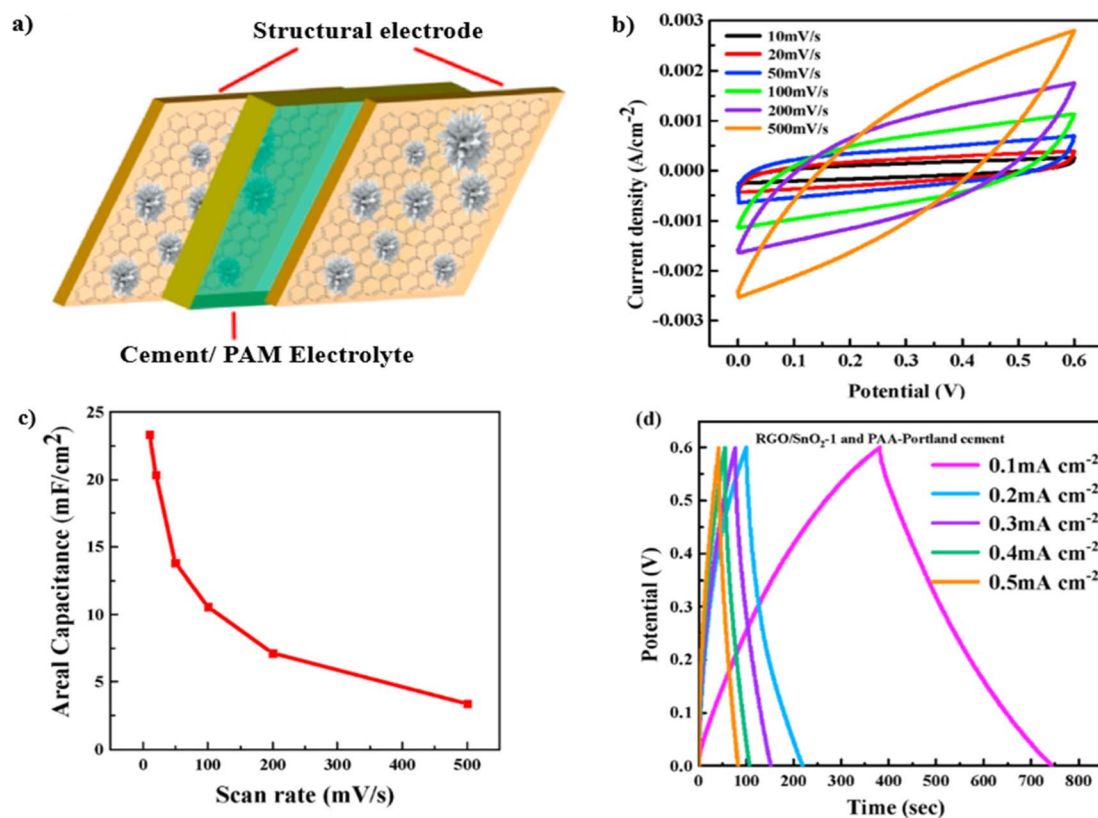 a)
Structural electrode
Cement/ PAM Electrolyte
b)
0.003
0.002
0.001
0.000
-0.001
-0.002
-0.003
Current density (A/cm⁻²)
10mV/s
20mV/s
50mV/s
100mV/s
200mV/s
500mV/s
0.0 0.1 0.2 0.3 0.4 0.5 0.6
Potential (V)
c)
25
20
15
10
5
0
Areal Capacitance (mF/cm²)
0 100 200 300 400 500
Scan rate (mV/s)
(d)
RGO/SnO₂-1 and PAA-Portland cement
0.6
0.5
0.4
0.3
0.2
0.1
0.0
Potential (V)
0.1mA cm⁻²
0.2mA cm⁻²
0.3mA cm⁻²
0.4mA cm⁻²
0.5mA cm⁻²
0 100 200 300 400 500 600 700 800
Time (sec)